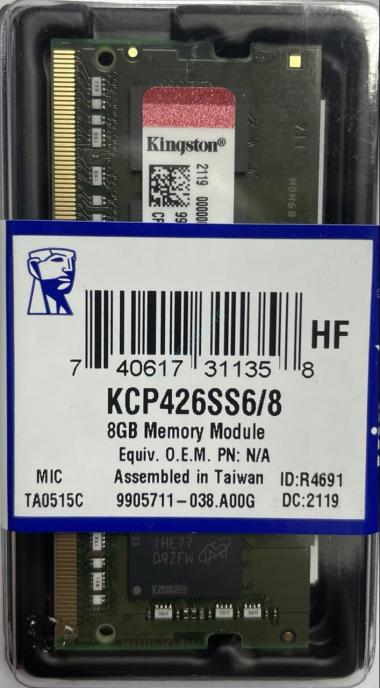 Kingston
2119
HF
7 40617 31135 8
KCP426SS6/8
8GB Memory Module
Equiv. O.E.M. PN: N/A
MIC Assembled in Taiwan ID:R4691
TA0515C 9905711-038.A00G DC:2119
1HE77
D9ZFW